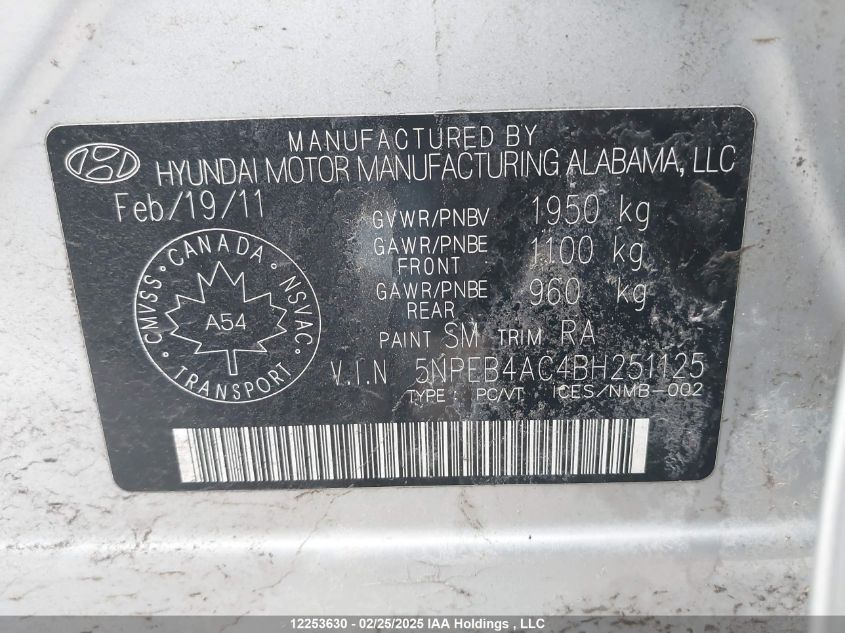 MANUFACTURED BY
HYUNDAI MOTOR MANUFACTURING ALABAMA, LLC
Feb/19/11
GVWR/PNBV 1950 kg
GAWR/PNBE FRONT 1100 kg
GAWR/PNBE REAR 960 kg
PAINT SM TRIM RA
V.I.N 5NPEB4AC4BH251125
TYPE : PC/VT ICES/NMB-002
CMVSS · CANADA · NSVAC
A54
TRANSPORT
12253630 - 02/25/2025 IAA Holdings , LLC